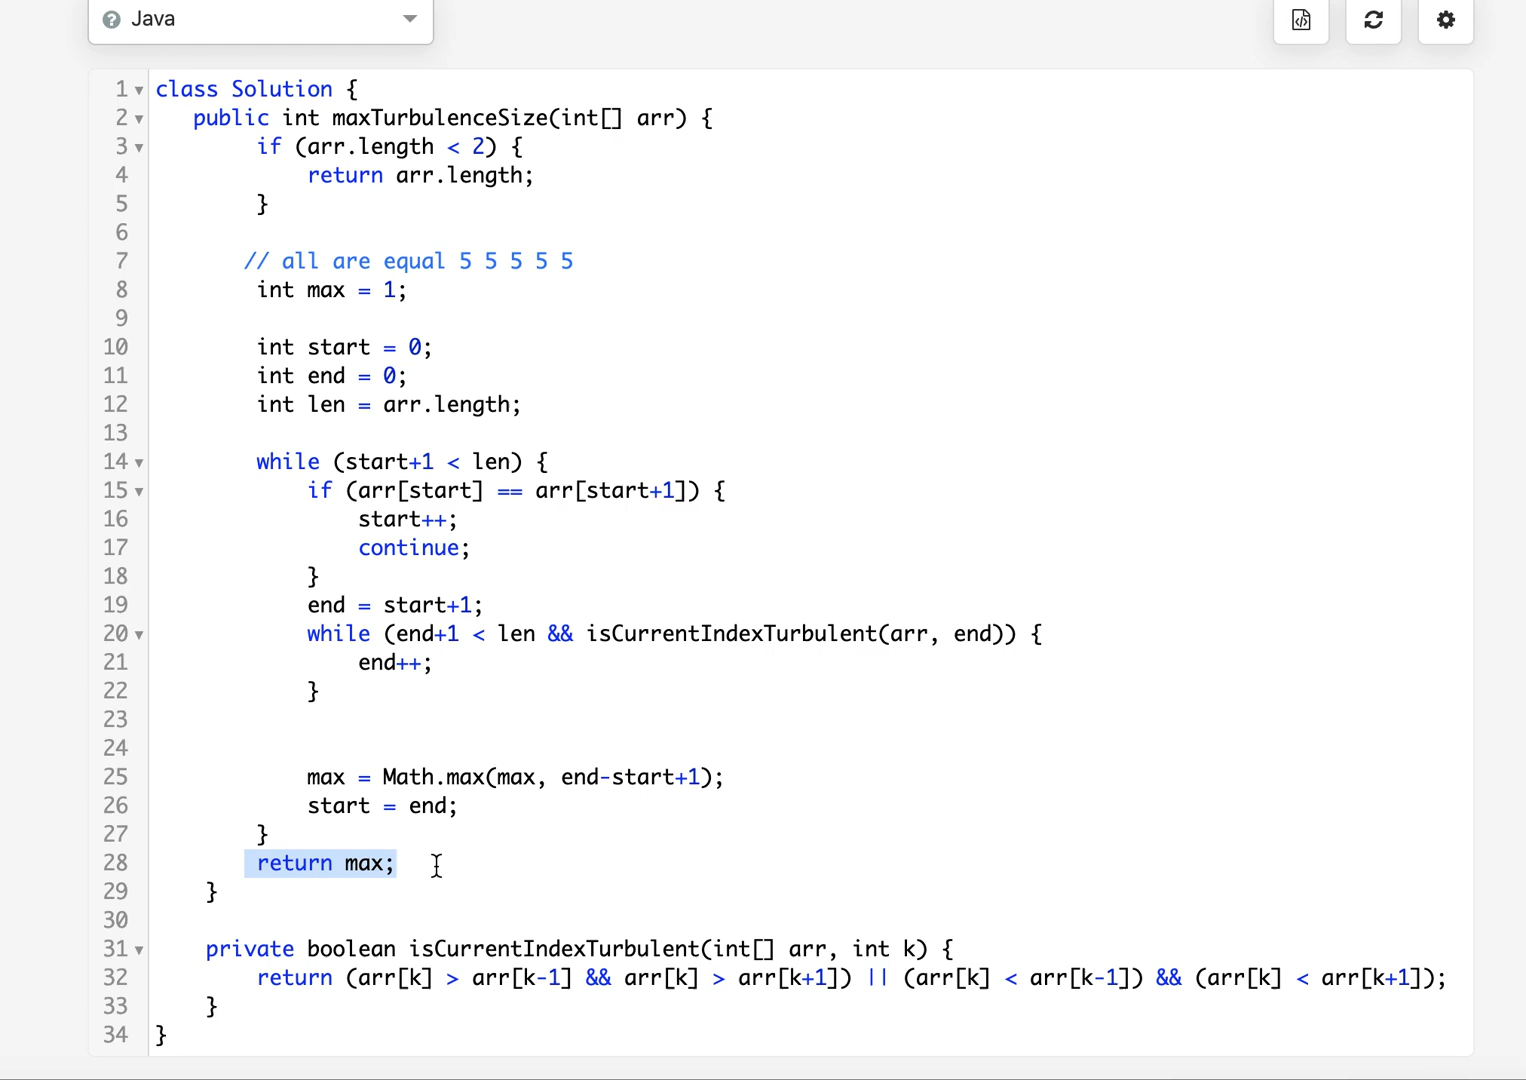 Java
1 class Solution {
2 public int maxTurbulenceSize(int[] arr) {
3 if (arr.length < 2) {
4 return arr.length;
5 }
6
7 // all are equal 5 5 5 5 5
8 int max = 1;
9
10 int start = 0;
11 int end = 0;
12 int len = arr.length;
13
14 while (start+1 < len) {
15 if (arr[start] == arr[start+1]) {
16 start++;
17 continue;
18 }
19 end = start+1;
20 while (end+1 < len && isCurrentIndexTurbulent(arr, end)) {
21 end++;
22 }
23
24
25 max = Math.max(max, end-start+1);
26 start = end;
27 }
28 return max;
29 }
30
31 private boolean isCurrentIndexTurbulent(int[] arr, int k) {
32 return (arr[k] > arr[k-1] && arr[k] > arr[k+1]) || (arr[k] < arr[k-1]) && (arr[k] < arr[k+1]);
33 }
34 }